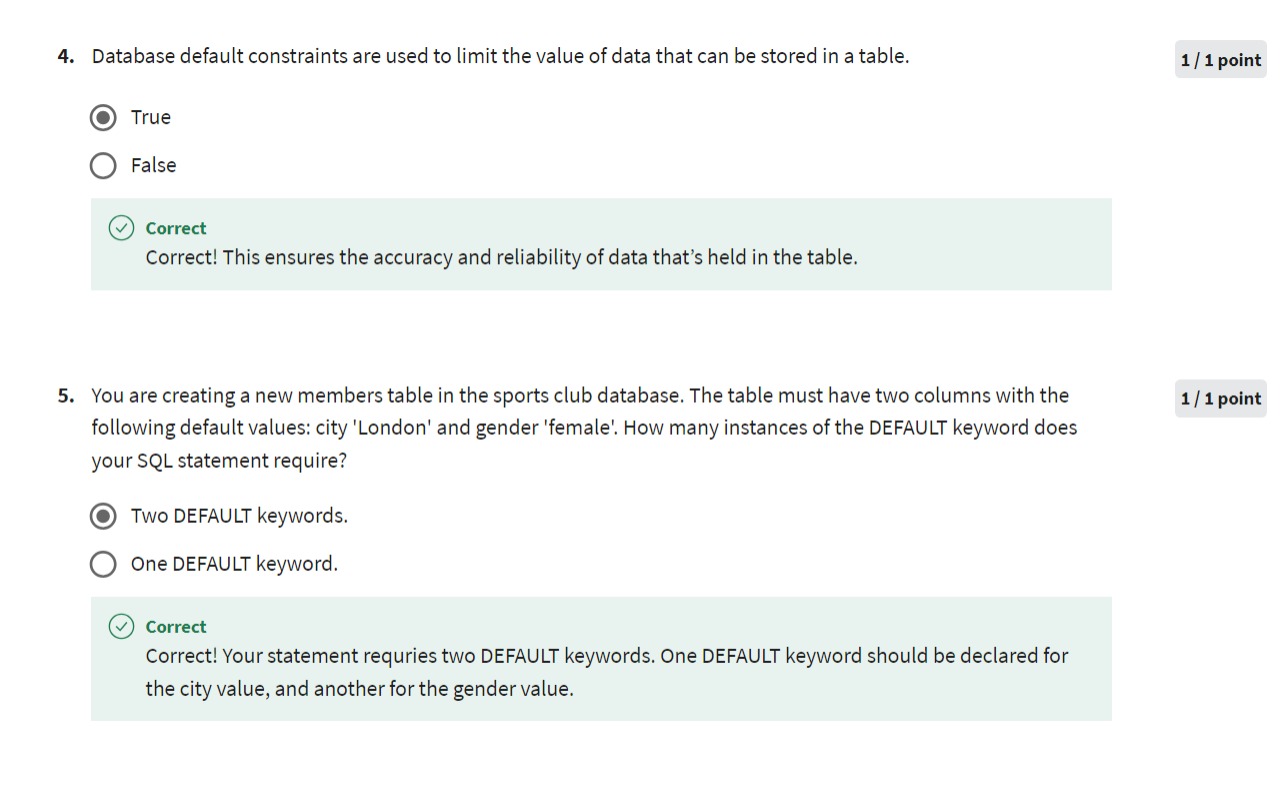 4. Database default constraints are used to limit the value of data that can be stored in a table.
1 / 1 point
True
False
Correct
Correct! This ensures the accuracy and reliability of data that’s held in the table.
5. You are creating a new members table in the sports club database. The table must have two columns with the
1 / 1 point
following default values: city 'London' and gender 'female'. How many instances of the DEFAULT keyword does
your SQL statement require?
Two DEFAULT keywords.
One DEFAULT keyword.
Correct
Correct! Your statement requries two DEFAULT keywords. One DEFAULT keyword should be declared for
the city value, and another for the gender value.